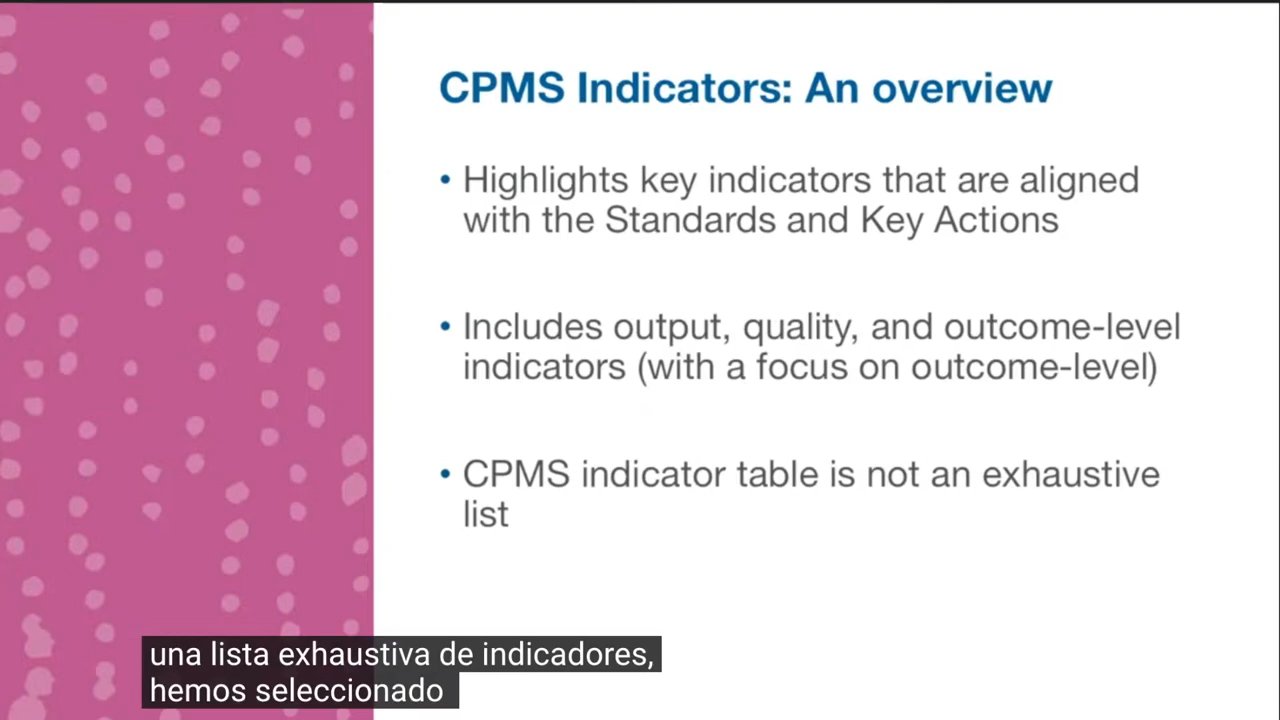 CPMS Indicators: An overview
• Highlights key indicators that are aligned
with the Standards and Key Actions
• Includes output, quality, and outcome-level
indicators (with a focus on outcome-level)
• CPMS indicator table is not an exhaustive
list
una lista exhaustiva de indicadores,
hemos seleccionado